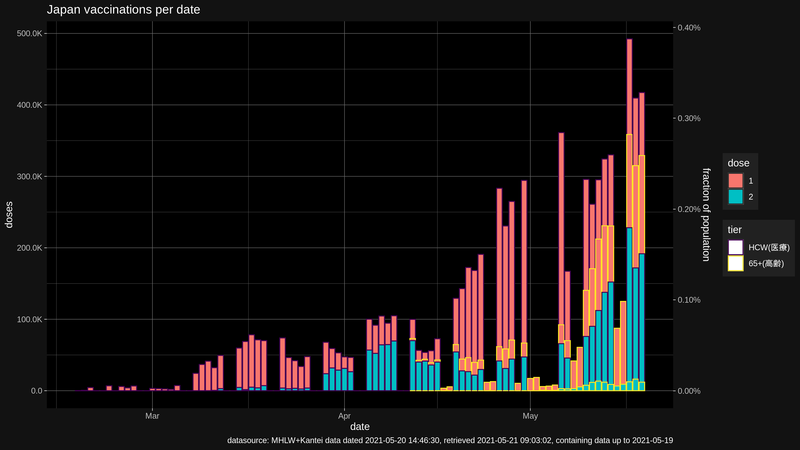 Japan vaccinations per date
500.0K
400.0K
300.0K
200.0K
100.0K
0.0
doses
0.40%
0.30%
0.20%
0.10%
0.00%
fraction of population
dose
1
2
tier
HCW(医療)
65+(高齢)
Mar
Apr
May
date
datasource: MHLW+Kantei data dated 2021-05-20 14:46:30, retrieved 2021-05-21 09:03:02, containing data up to 2021-05-19